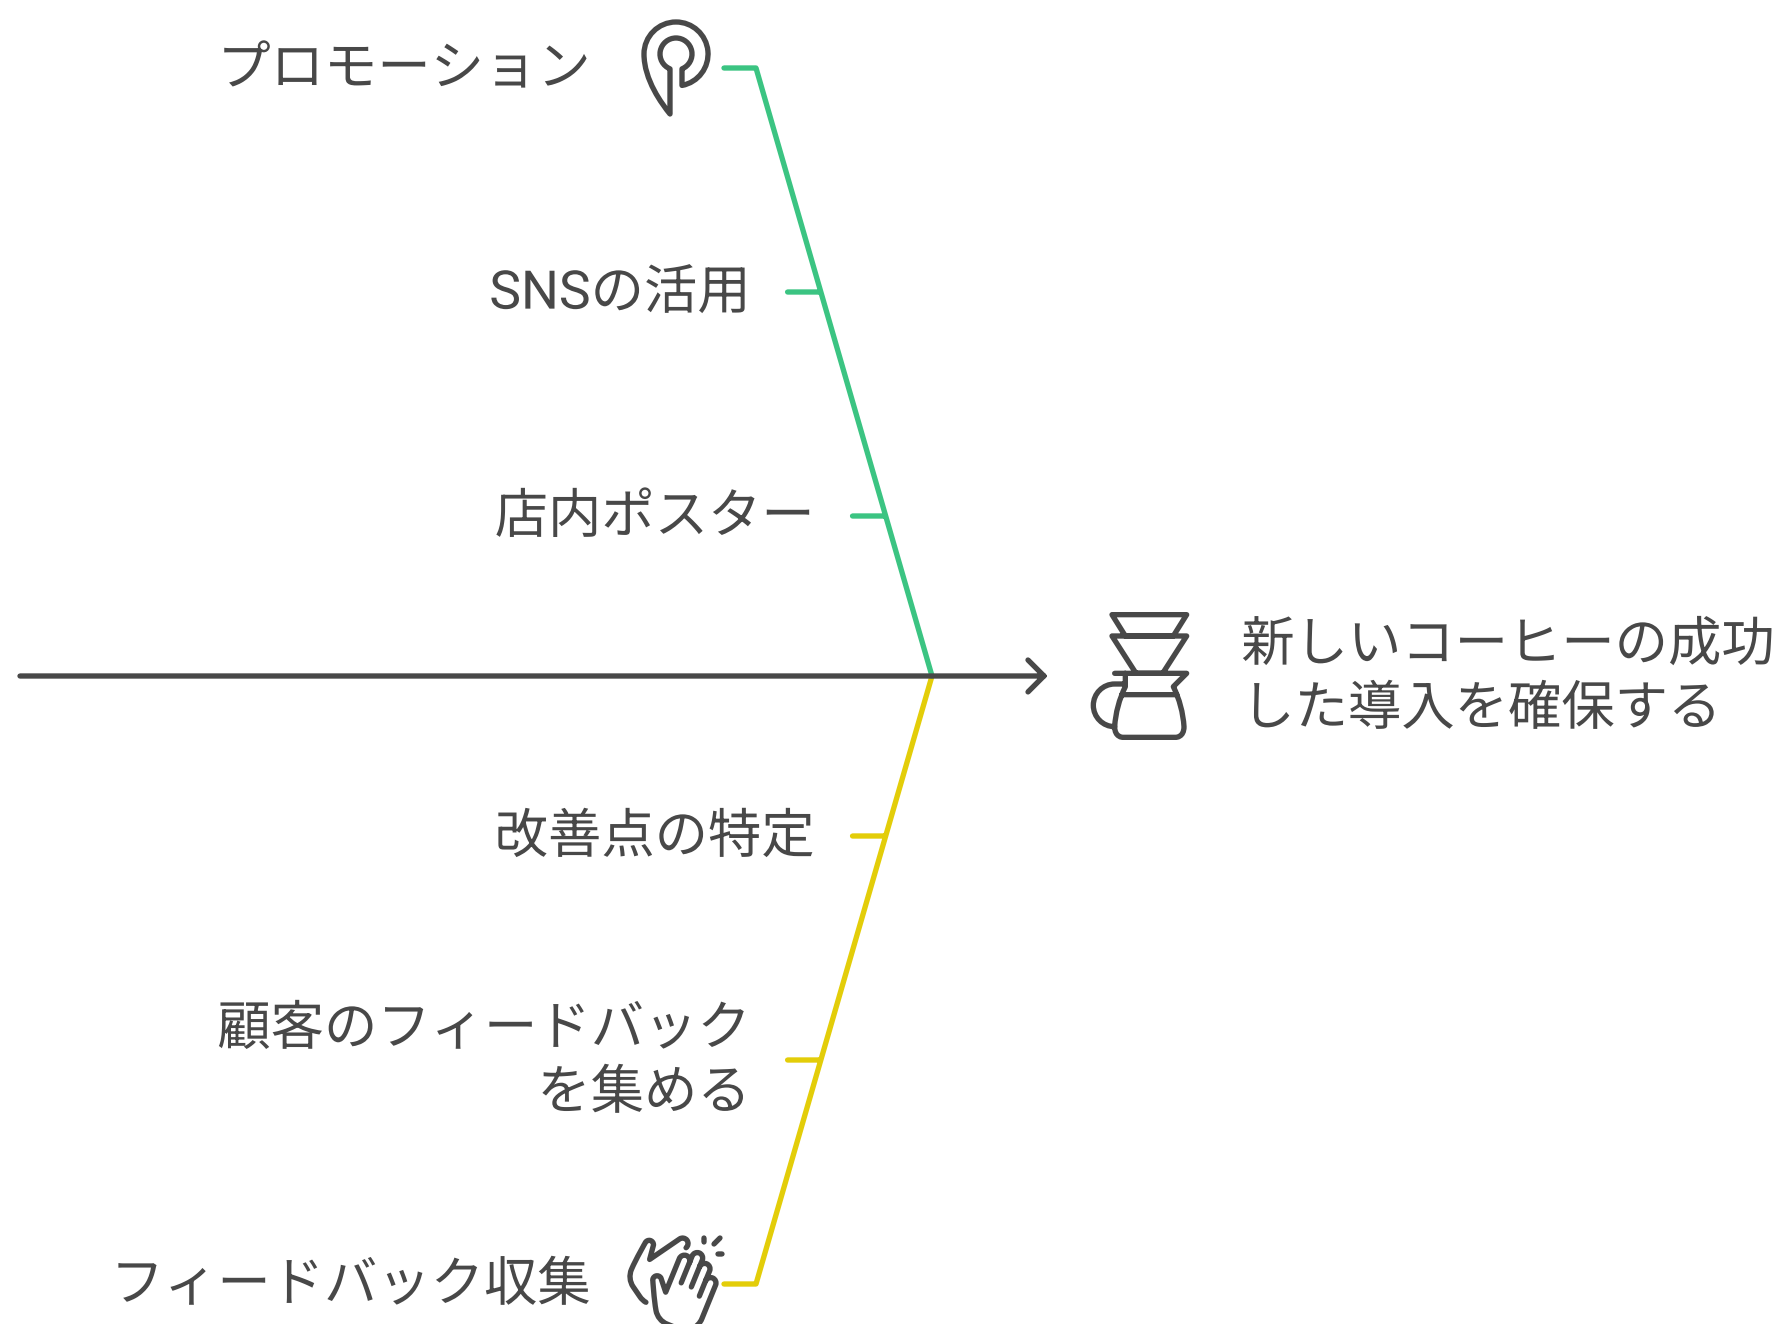 プロモーション
SNSの活用
店内ポスター
新しいコーヒーの成功
した導入を確保する
改善点の特定
顧客のフィードバック
を集める
フィードバック収集